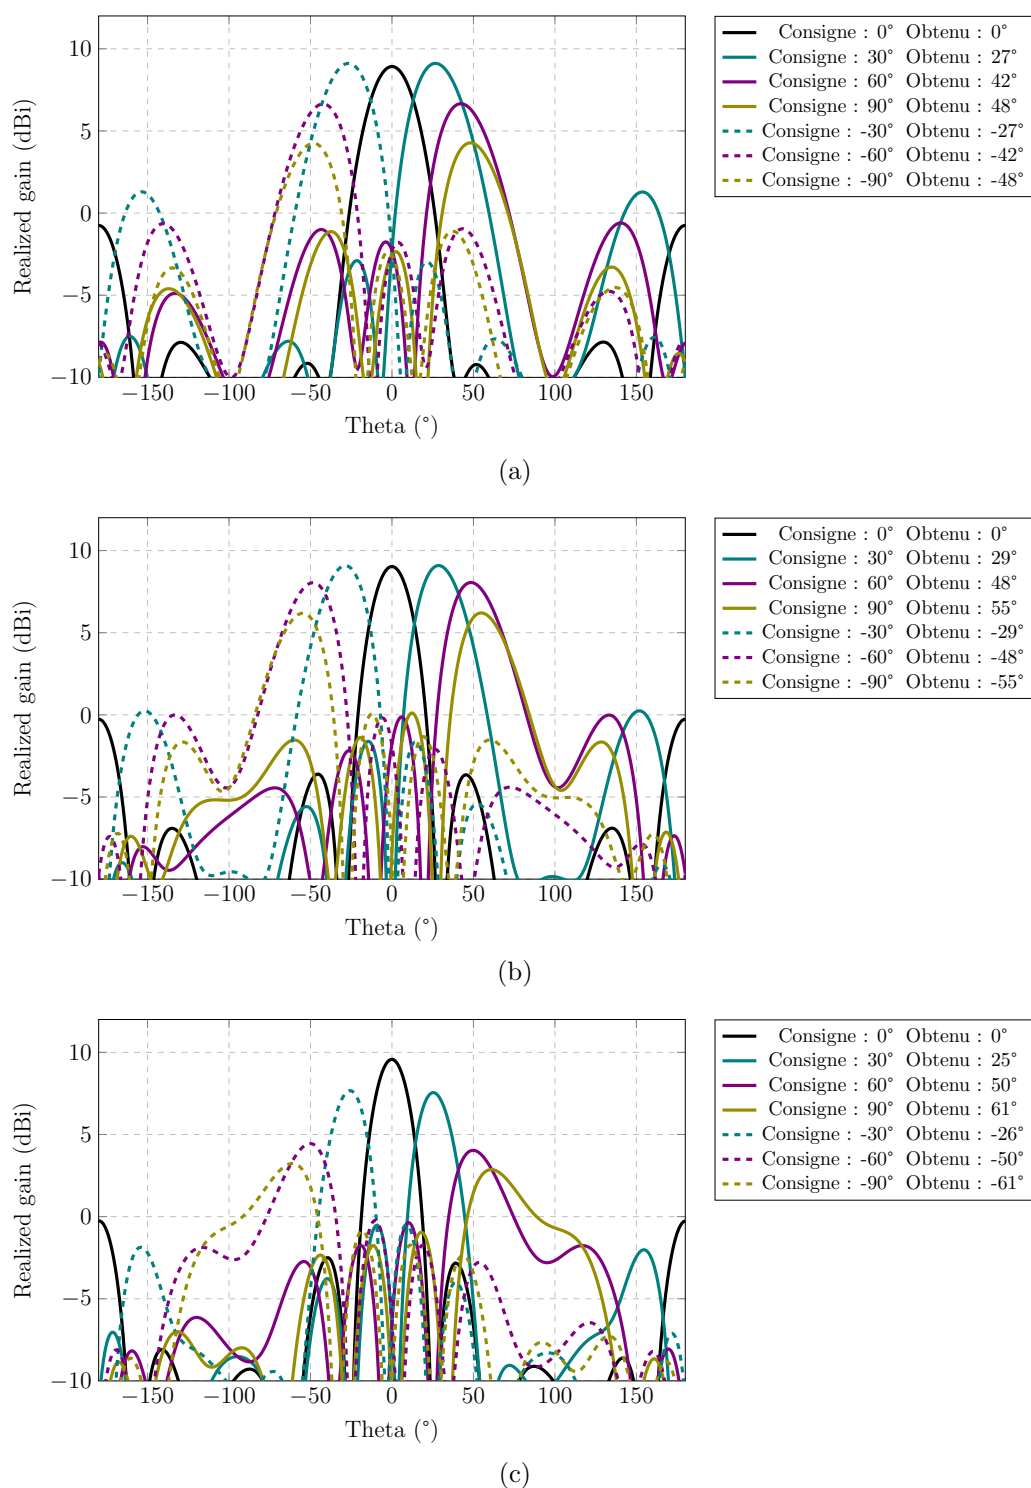 10
5
0
−5
−10
Realized gain (dBi)
−150 −100 −50 0 50 100 150
Theta (°)
Consigne : 0° Obtenu : 0°
Consigne : 30° Obtenu : 27°
Consigne : 60° Obtenu : 42°
Consigne : 90° Obtenu : 48°
Consigne : -30° Obtenu : -27°
Consigne : -60° Obtenu : -42°
Consigne : -90° Obtenu : -48°
(a)
10
5
0
−5
−10
Realized gain (dBi)
−150 −100 −50 0 50 100 150
Theta (°)
Consigne : 0° Obtenu : 0°
Consigne : 30° Obtenu : 29°
Consigne : 60° Obtenu : 48°
Consigne : 90° Obtenu : 55°
Consigne : -30° Obtenu : -29°
Consigne : -60° Obtenu : -48°
Consigne : -90° Obtenu : -55°
(b)
10
5
0
−5
−10
Realized gain (dBi)
−150 −100 −50 0 50 100 150
Theta (°)
Consigne : 0° Obtenu : 0°
Consigne : 30° Obtenu : 25°
Consigne : 60° Obtenu : 50°
Consigne : 90° Obtenu : 61°
Consigne : -30° Obtenu : -26°
Consigne : -60° Obtenu : -50°
Consigne : -90° Obtenu : -61°
(c)